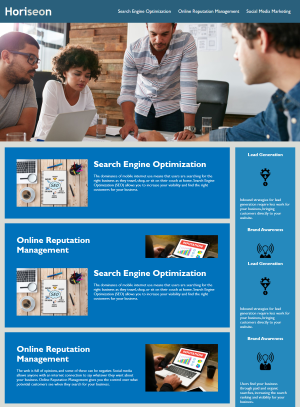 Horiseon
Search Engine Optimization Online Reputation Management Social Media Marketing
Search Engine Optimization
The dominance of mobile internet use means that users are searching for the
right business as they travel, shop, or sit on their couch at home. Search Engine
Optimization (SEO) allows you to increase your visibility and find the right
customers for your business.
Online Reputation
Management
Search Engine Optimization
The dominance of mobile internet use means that users are searching for the
right business as they travel, shop, or sit on their couch at home. Search Engine
Optimization (SEO) allows you to increase your visibility and find the right
customers for your business.
Online Reputation
Management
The web is full of opinions, and some of these can be negative. Social media
allows anyone with an internet connection to say whatever they want about
your business. Online Reputation Management gives you the control over what
potential customers see when they search for your business.
Lead Generation
Inbound strategies for lead
generation require less work for
your business, bringing
customers directly to your
website.
Brand Awareness
Lead Generation
Inbound strategies for lead
generation require less work for
your business, bringing
customers directly to your
website.
Brand Awareness
Users find your business
through paid and organic
searches, increasing the search
ranking and visibility for your
business.